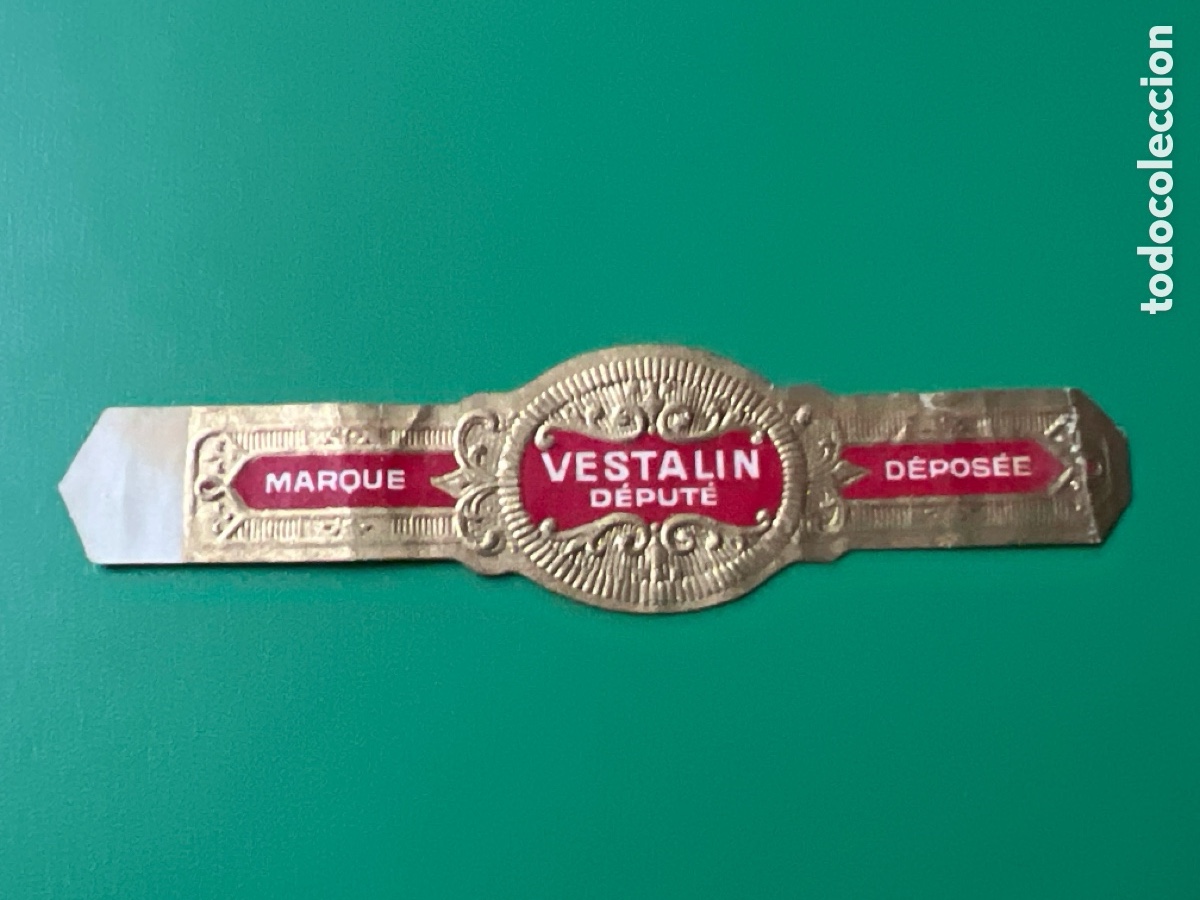 MARQUE
VESTALIN
DÉPUTÉ
DÉPOSÉE
todocoleccion